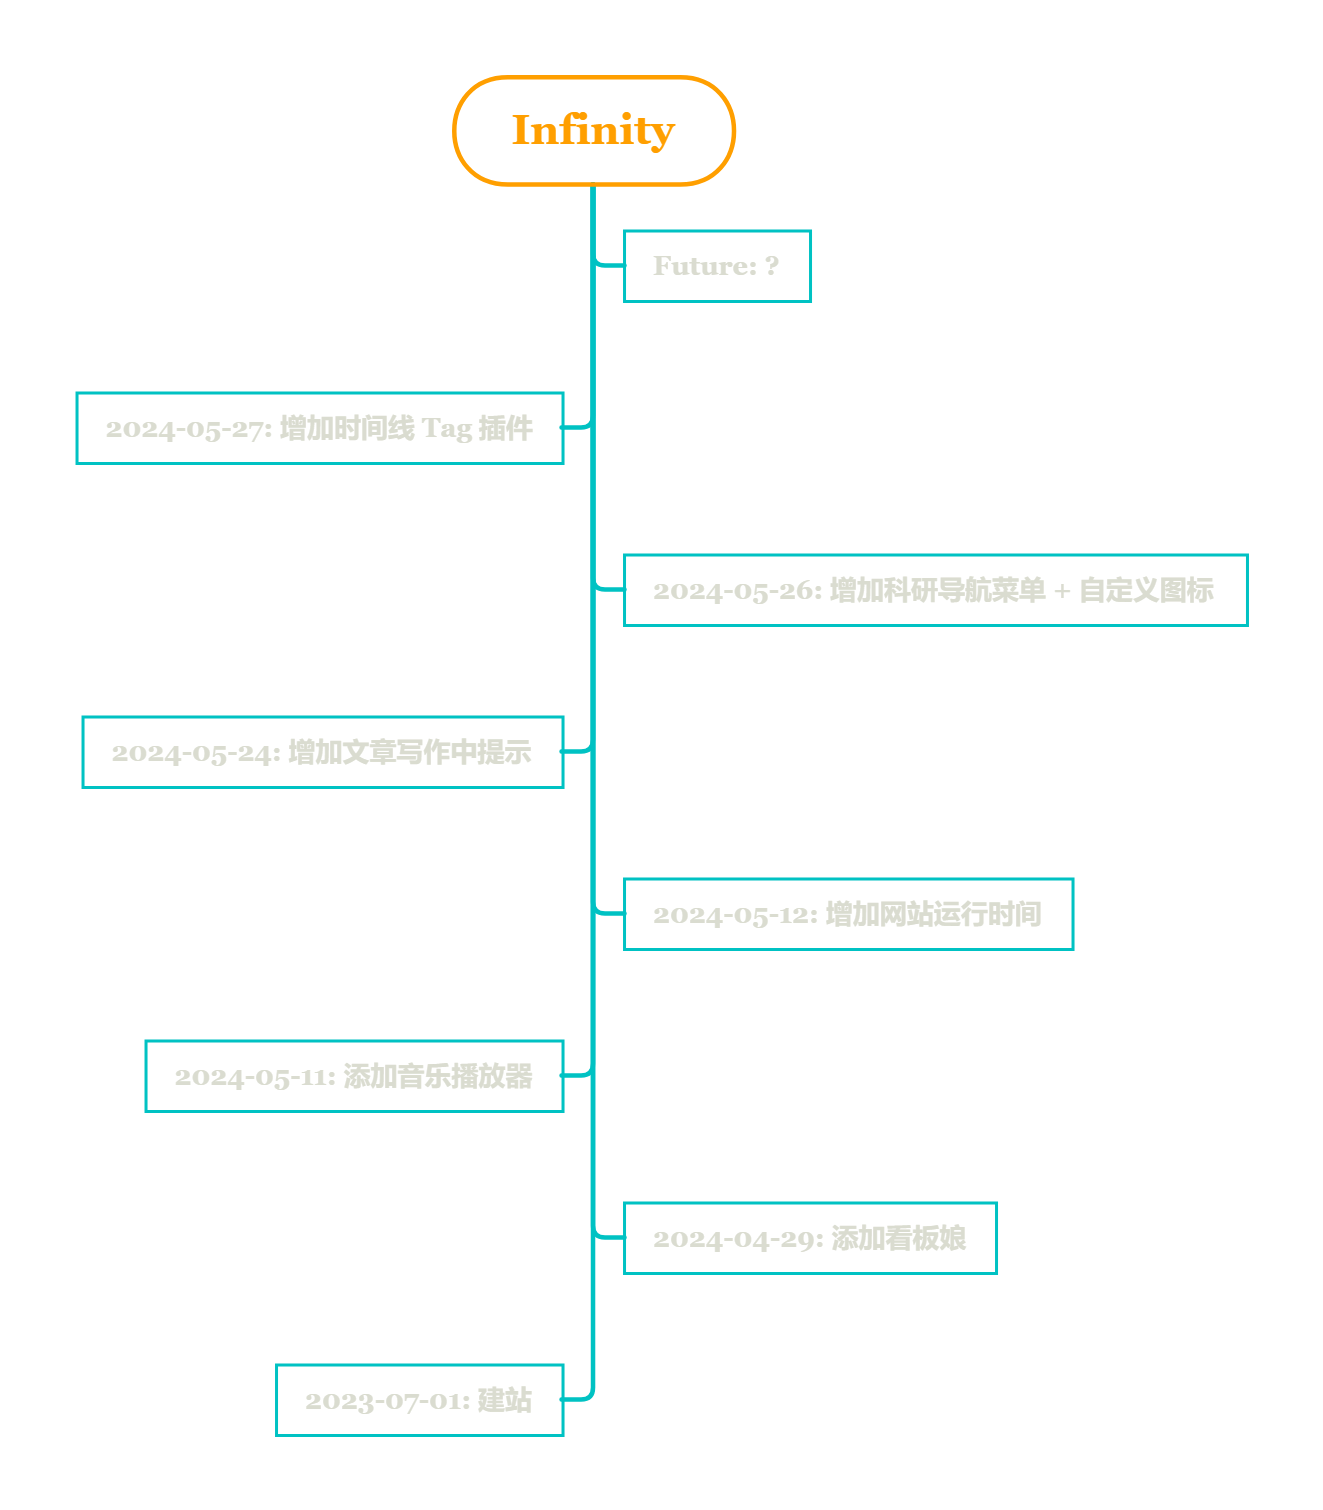 Infinity
Future: ?
2024-05-27: 增加时间线 Tag 插件
2024-05-26: 增加科研导航菜单 + 自定义图标
2024-05-24: 增加文章写作中提示
2024-05-12: 增加网站运行时间
2024-05-11: 添加音乐播放器
2024-04-29: 添加看板娘
2023-07-01: 建站